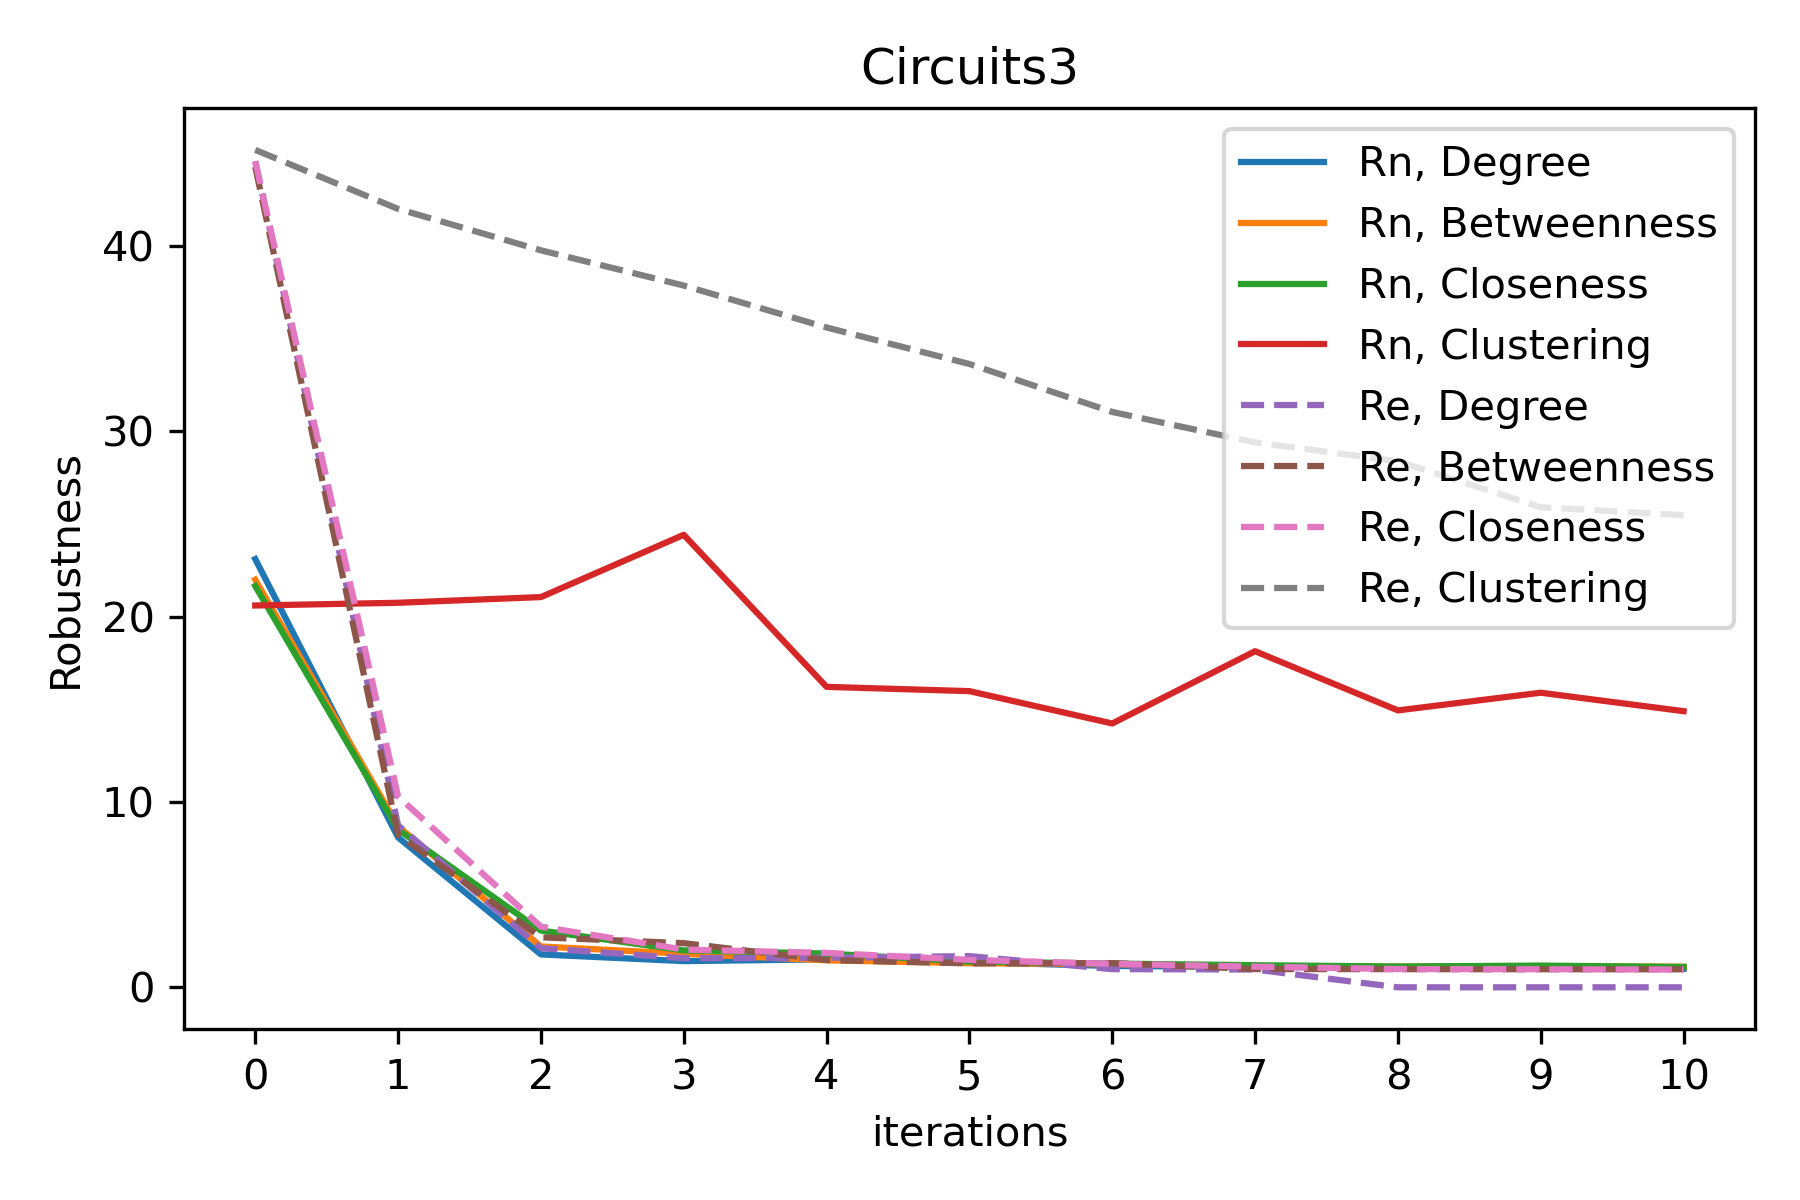 Circuits3
Robustness
40
30
20
10
0
Rn, Degree
Rn, Betweenness
Rn, Closeness
Rn, Clustering
Re, Degree
Re, Betweenness
Re, Closeness
Re, Clustering
0 1 2 3 4 5 6 7 8 9 10
iterations